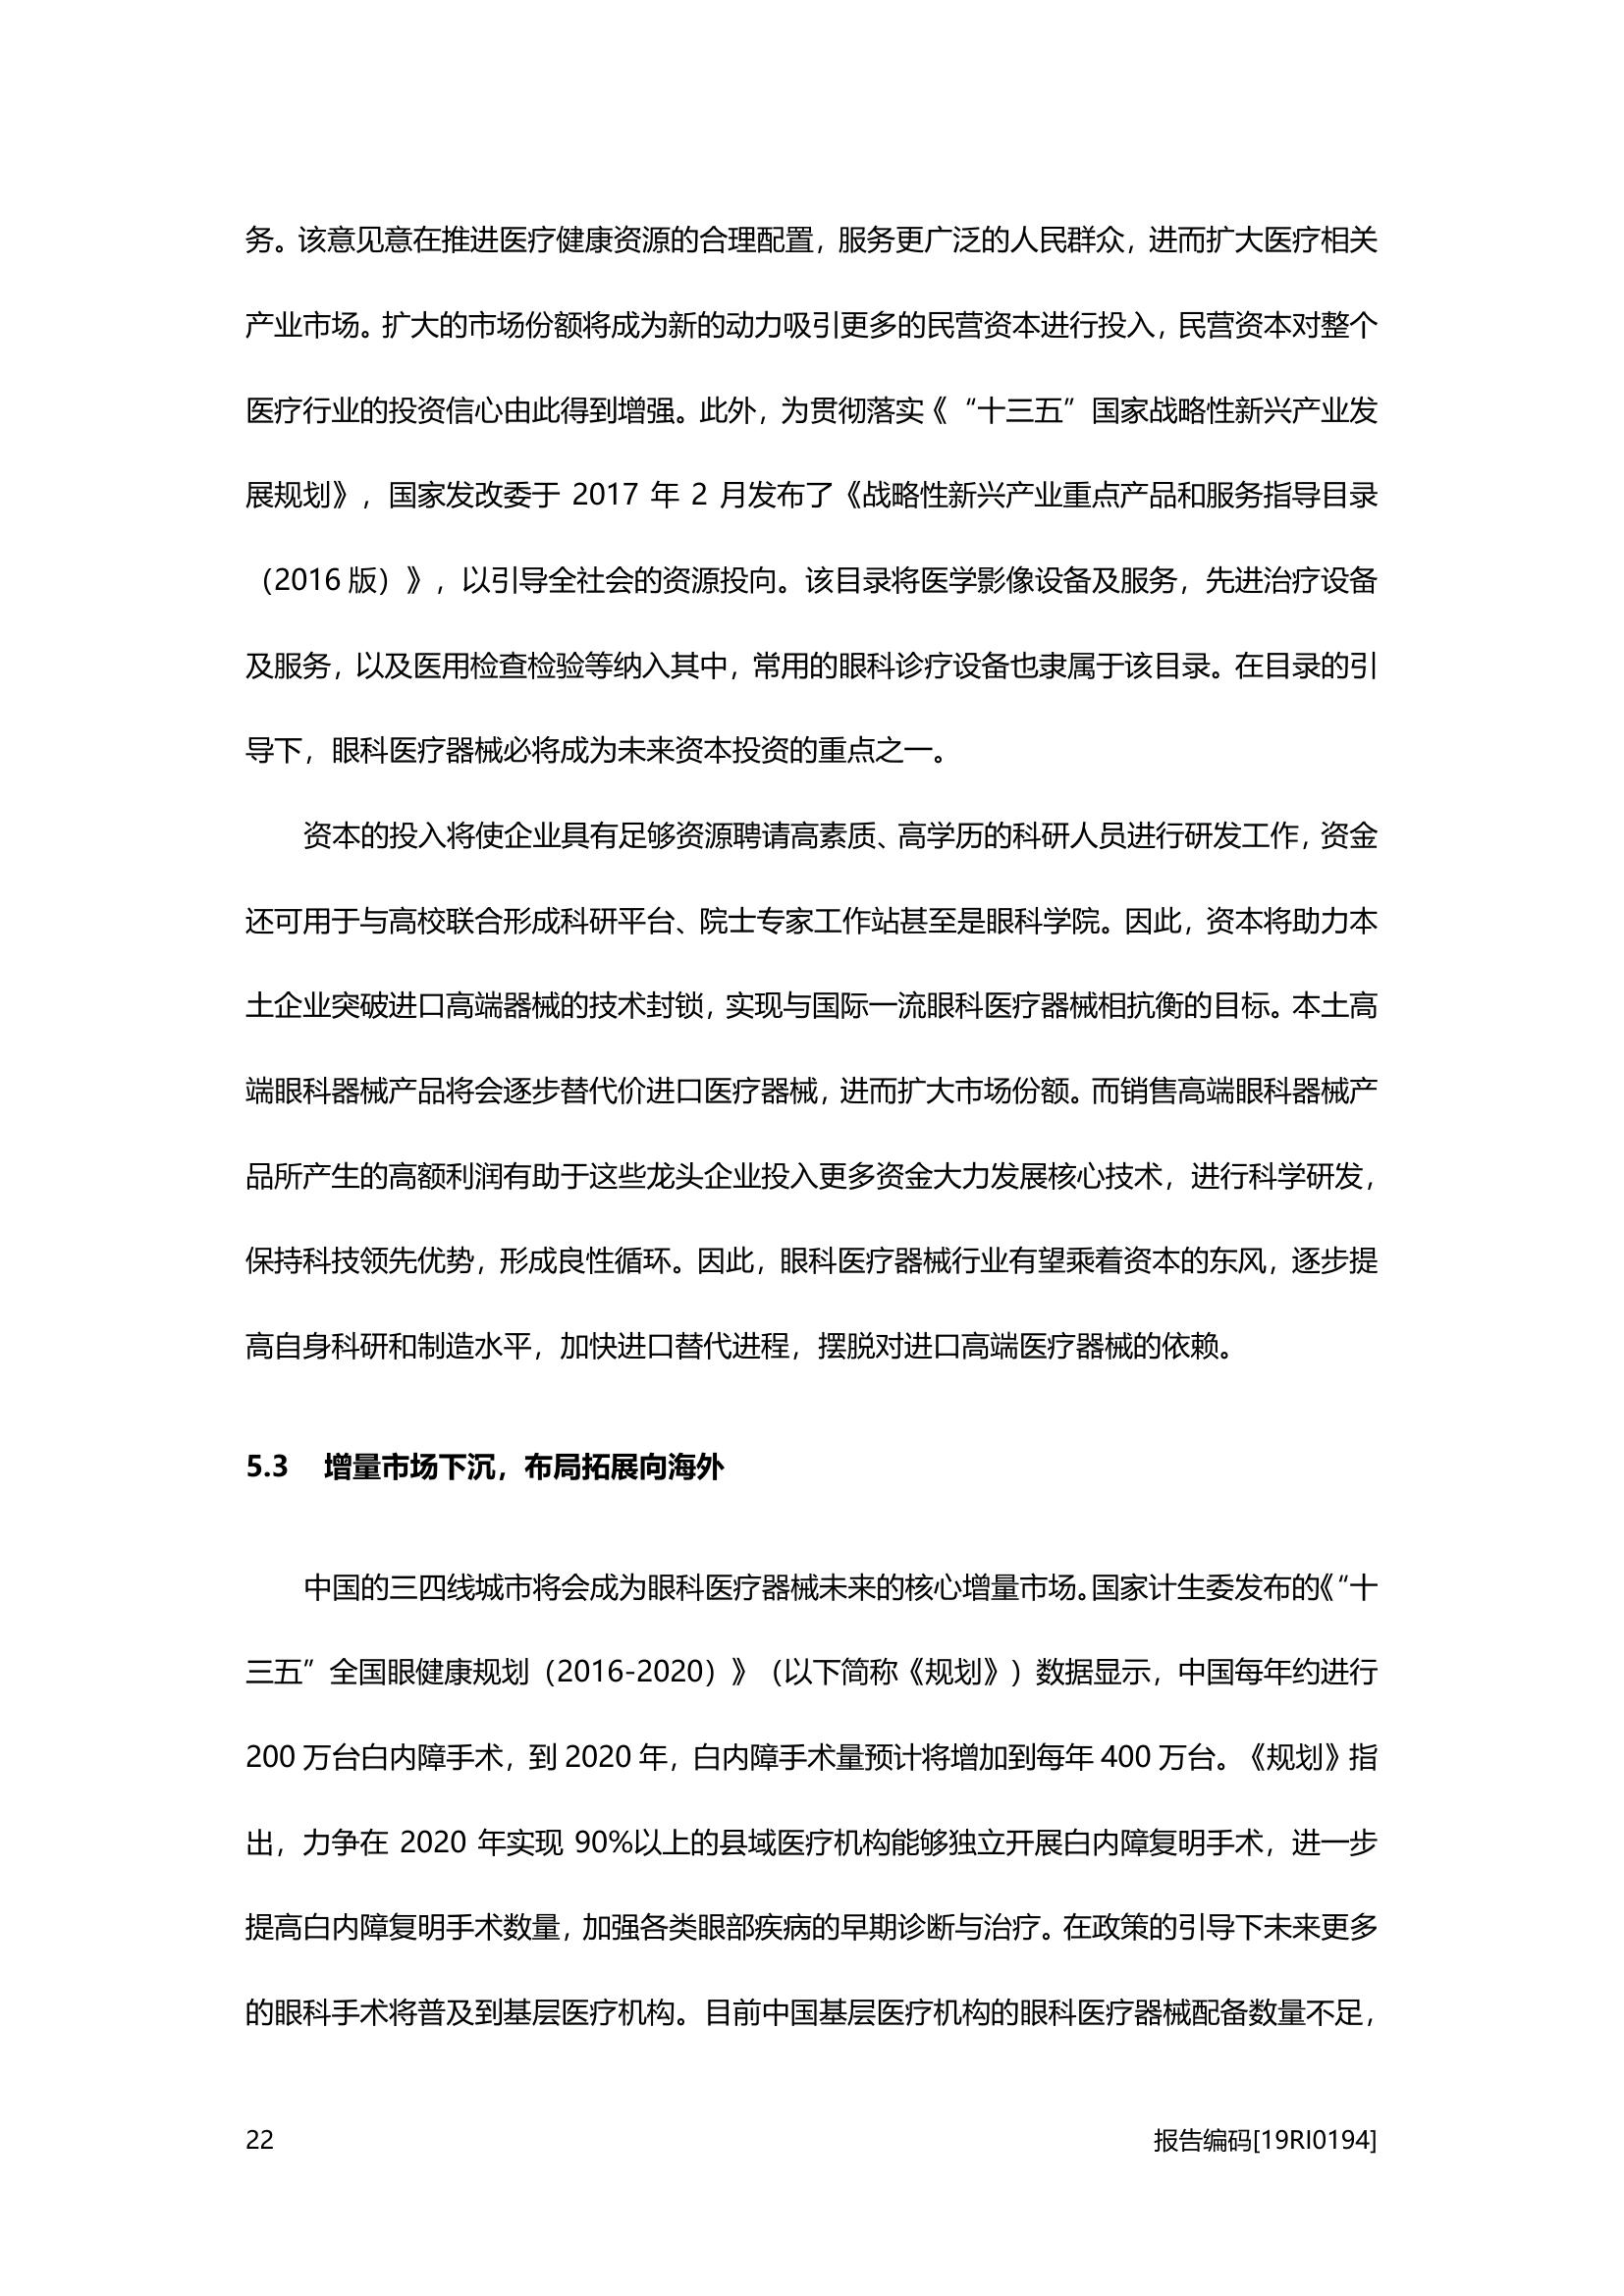 务。该意见意在推进医疗健康资源的合理配置，服务更广泛的人民群众，进而扩大医疗相关
产业市场。扩大的市场份额将成为新的动力吸引更多的民营资本进行投入，民营资本对整个
医疗行业的投资信心由此得到增强。此外，为贯彻落实《“十三五”国家战略性新兴产业发
展规划》，国家发改委于 2017 年 2 月发布了《战略性新兴产业重点产品和服务指导目录
（2016 版）》，以引导全社会的资源投向。该目录将医学影像设备及服务，先进治疗设备
及服务，以及医用检查检验等纳入其中，常用的眼科诊疗设备也隶属于该目录。在目录的引
导下，眼科医疗器械必将成为未来资本投资的重点之一。
资本的投入将使企业具有足够资源聘请高素质、高学历的科研人员进行研发工作，资金
还可用于与高校联合形成科研平台、院士专家工作站甚至是眼科学院。因此，资本将助力本
土企业突破进口高端器械的技术封锁，实现与国际一流眼科医疗器械相抗衡的目标。本土高
端眼科器械产品将会逐步替代价进口医疗器械，进而扩大市场份额。而销售高端眼科器械产
品所产生的高额利润有助于这些龙头企业投入更多资金大力发展核心技术，进行科学研发，
保持科技领先优势，形成良性循环。因此，眼科医疗器械行业有望乘着资本的东风，逐步提
高自身科研和制造水平，加快进口替代进程，摆脱对进口高端医疗器械的依赖。
5.3 增量市场下沉，布局拓展向海外
中国的三四线城市将会成为眼科医疗器械未来的核心增量市场。国家计生委发布的《“十
三五”全国眼健康规划（2016-2020）》（以下简称《规划》）数据显示，中国每年约进行
200 万台白内障手术，到 2020 年，白内障手术量预计将增加到每年 400 万台。《规划》指
出，力争在 2020 年实现 90%以上的县域医疗机构能够独立开展白内障复明手术，进一步
提高白内障复明手术数量，加强各类眼部疾病的早期诊断与治疗。在政策的引导下未来更多
的眼科手术将普及到基层医疗机构。目前中国基层医疗机构的眼科医疗器械配备数量不足，
22 报告编码[19RI0194]